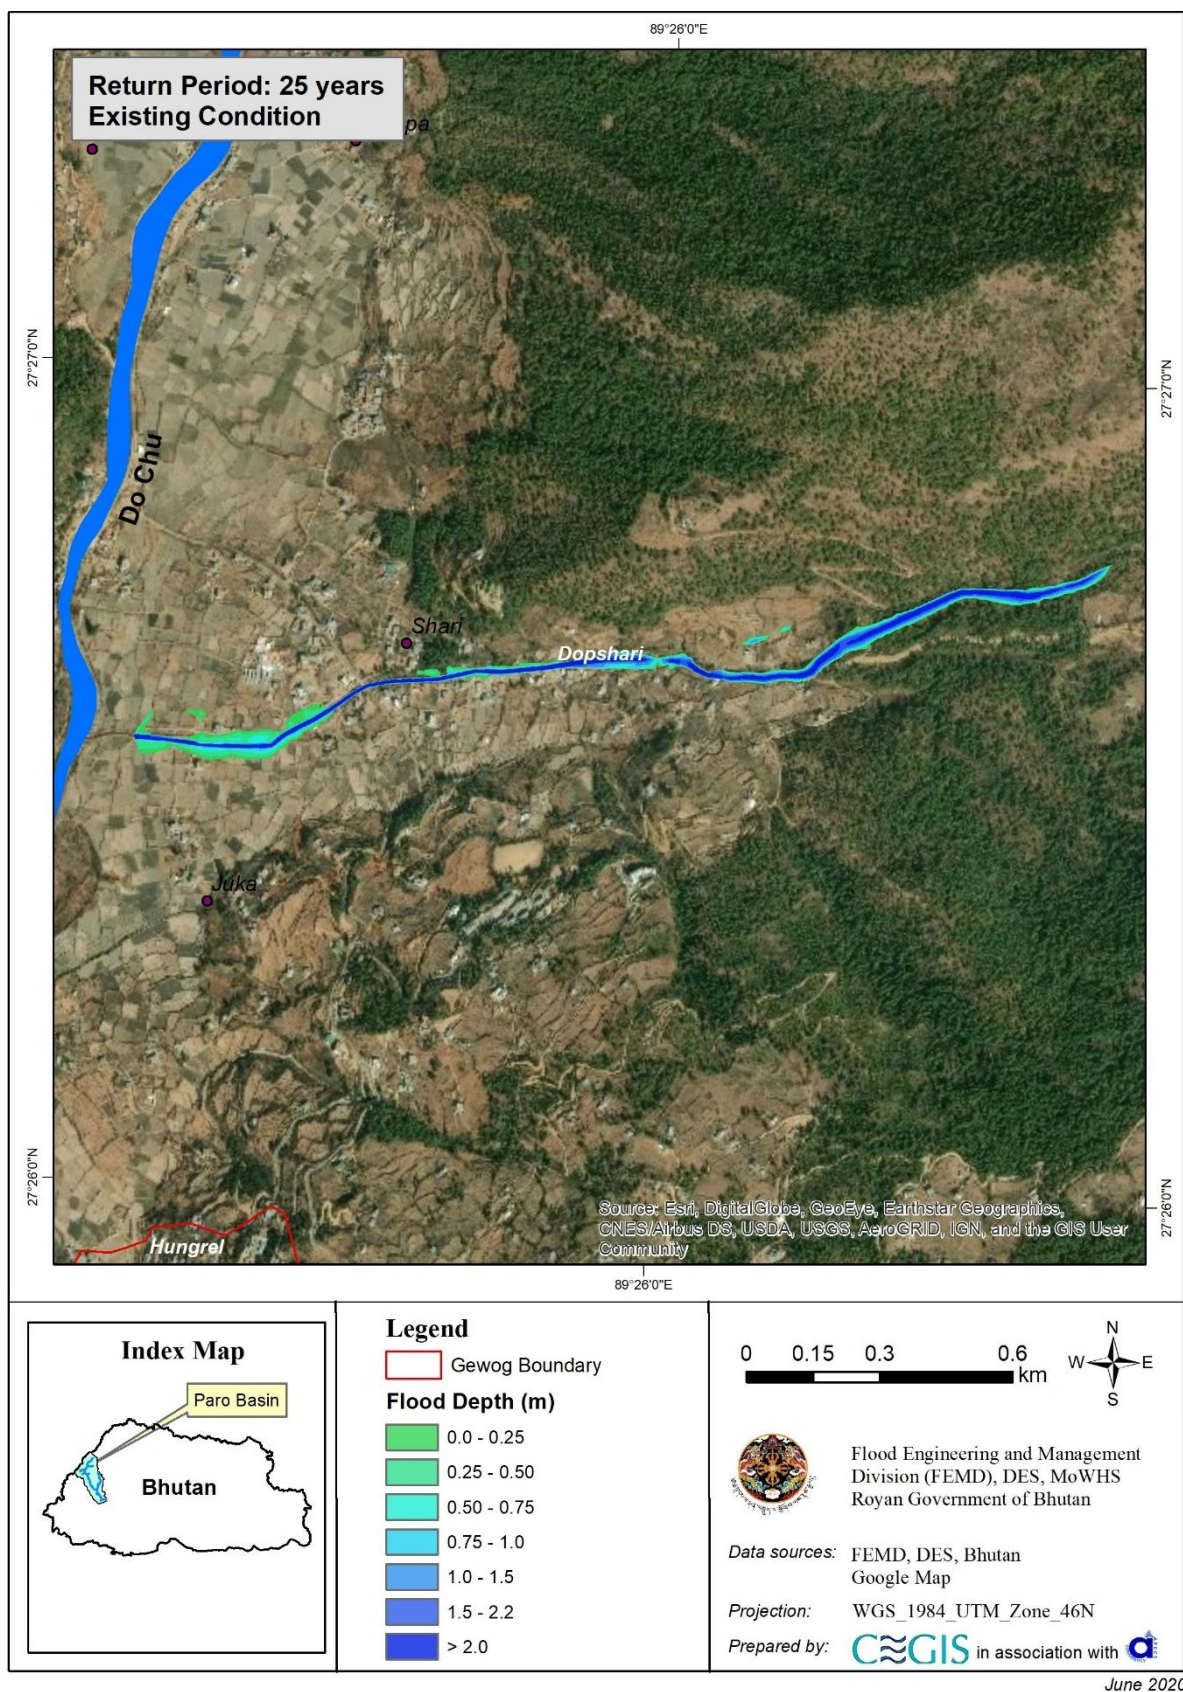 89°26'0"E
Return Period: 25 years
Existing Condition
pa
27°27'0"N
27°27'0"N
Do Chu
Shari
Dopshari
Juka
27°26'0"N
27°26'0"N
Source: Esri, DigitalGlobe, GeoEye, Earthstar Geographics,
CNES/Airbus DS, USDA, USGS, AeroGRID, IGN, and the GIS User
Community
Hungrel
89°26'0"E
Index Map
Paro Basin
Bhutan
Legend
Gewog Boundary
Flood Depth (m)
0.0 - 0.25
0.25 - 0.50
0.50 - 0.75
0.75 - 1.0
1.0 - 1.5
1.5 - 2.2
> 2.0
0 0.15 0.3 0.6
km
N
W E
S
Flood Engineering and Management
Division (FEMD), DES, MoWHS
Royan Government of Bhutan
Data sources: FEMD, DES, Bhutan
Google Map
Projection: WGS_1984_UTM_Zone_46N
Prepared by: CEGIS in association with
June 2020